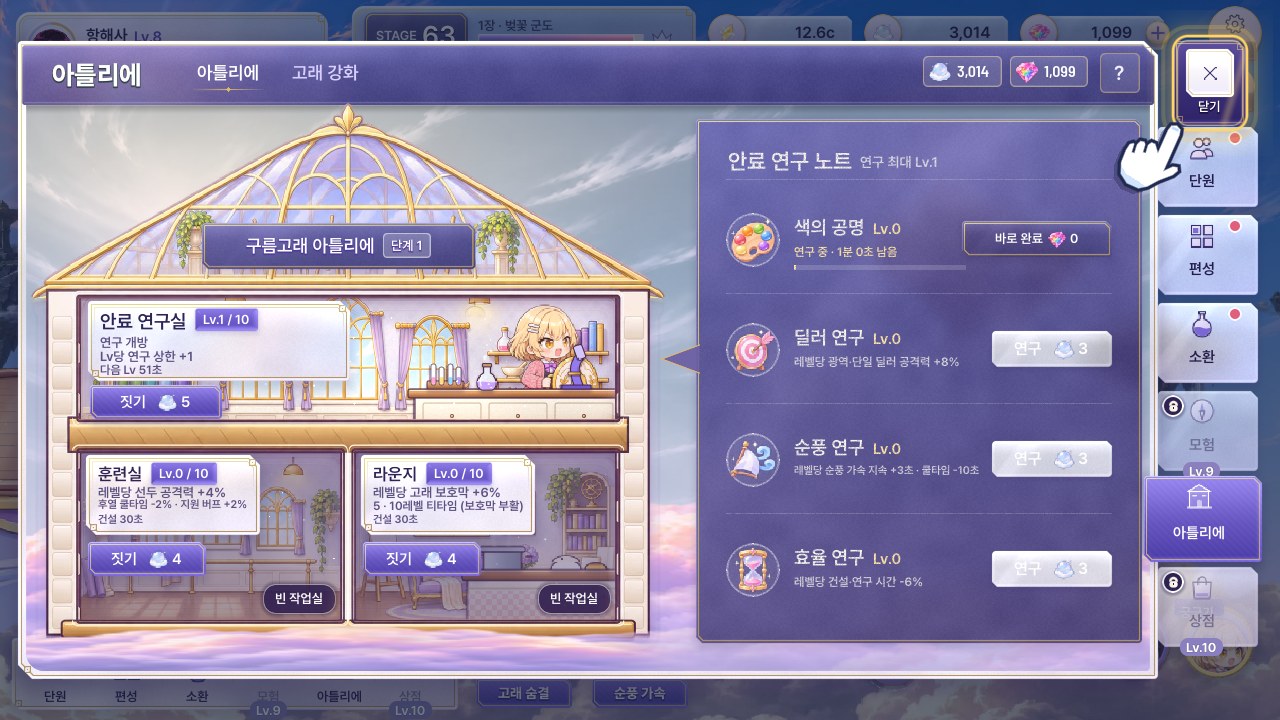 항해사 Lv.8
STAGE 63
1장 · 벚꽃 군도
12.6c
3,014
1,099
아틀리에
아틀리에
고래 강화
3,014
1,099
?
닫기
구름고래 아틀리에 단계 1
안료 연구실 Lv.1 / 10
연구 개방
Lv당 연구 상한 +1
다음 Lv 51초
짓기 5
훈련실 Lv.0 / 10
레벨당 선두 공격력 +4%
후열 쿨타임 -2% · 지원 버프 +2%
건설 30초
짓기 4
빈 작업실
라운지 Lv.0 / 10
레벨당 고래 보호막 +6%
5 · 10레벨 티타임 (보호막 부활)
건설 30초
짓기 4
빈 작업실
안료 연구 노트 연구 최대 Lv.1
색의 공명 Lv.0
연구 중 · 1분 0초 남음
바로 완료 0
딜러 연구 Lv.0
레벨당 광역·단일 딜러 공격력 +8%
연구 3
순풍 연구 Lv.0
레벨당 순풍 가속 지속 +3초 · 쿨타임 -10초
연구 3
효율 연구 Lv.0
레벨당 건설·연구 시간 -6%
연구 3
단원
편성
소환
모험
Lv.9
아틀리에
상점
Lv.10
단원
편성
소환
모험
Lv.9
아틀리에
상점
Lv.10
고래 숨결
순풍 가속